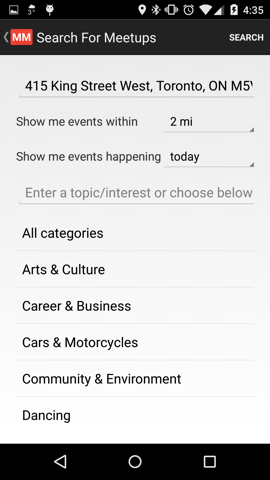 3° 4:35
MM Search For Meetups SEARCH
415 King Street West, Toronto, ON M5V
Show me events within 2 mi
Show me events happening today
Enter a topic/interest or choose below
All categories
Arts & Culture
Career & Business
Cars & Motorcycles
Community & Environment
Dancing